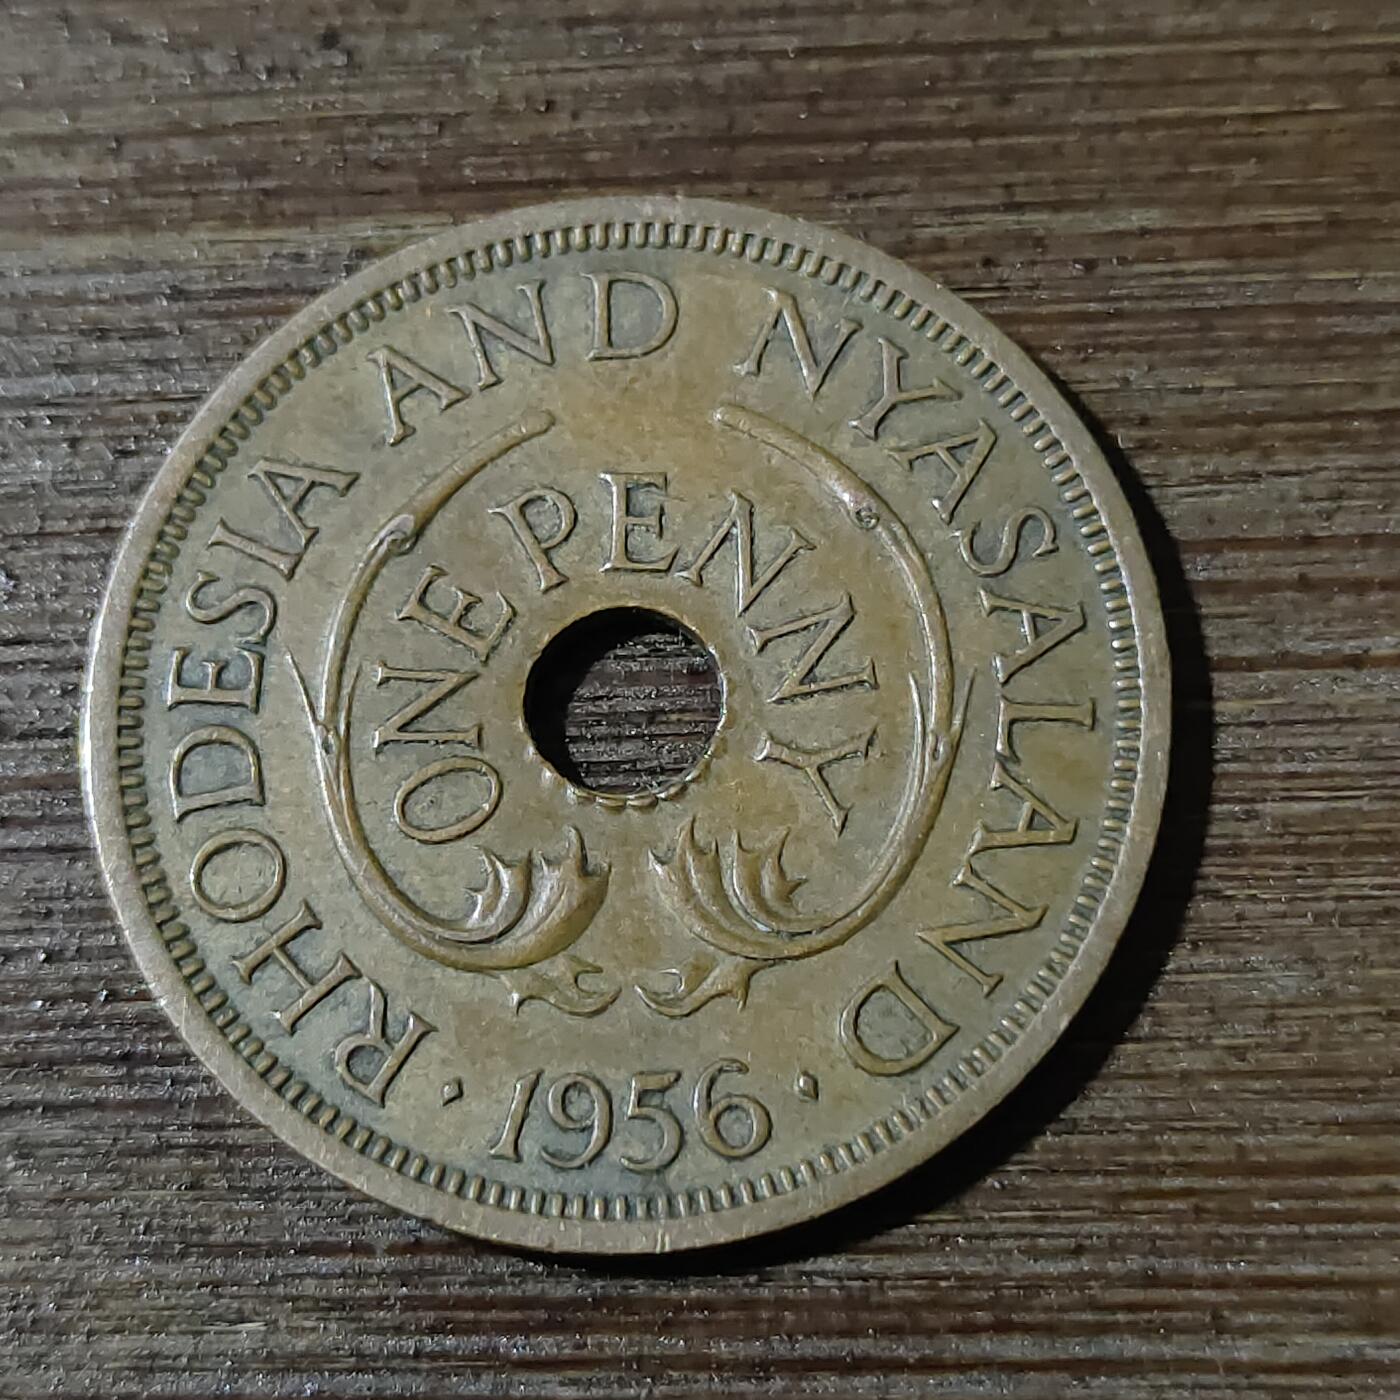 RHODESIA AND NYASALAND
ONE PENNY
· 1956 ·